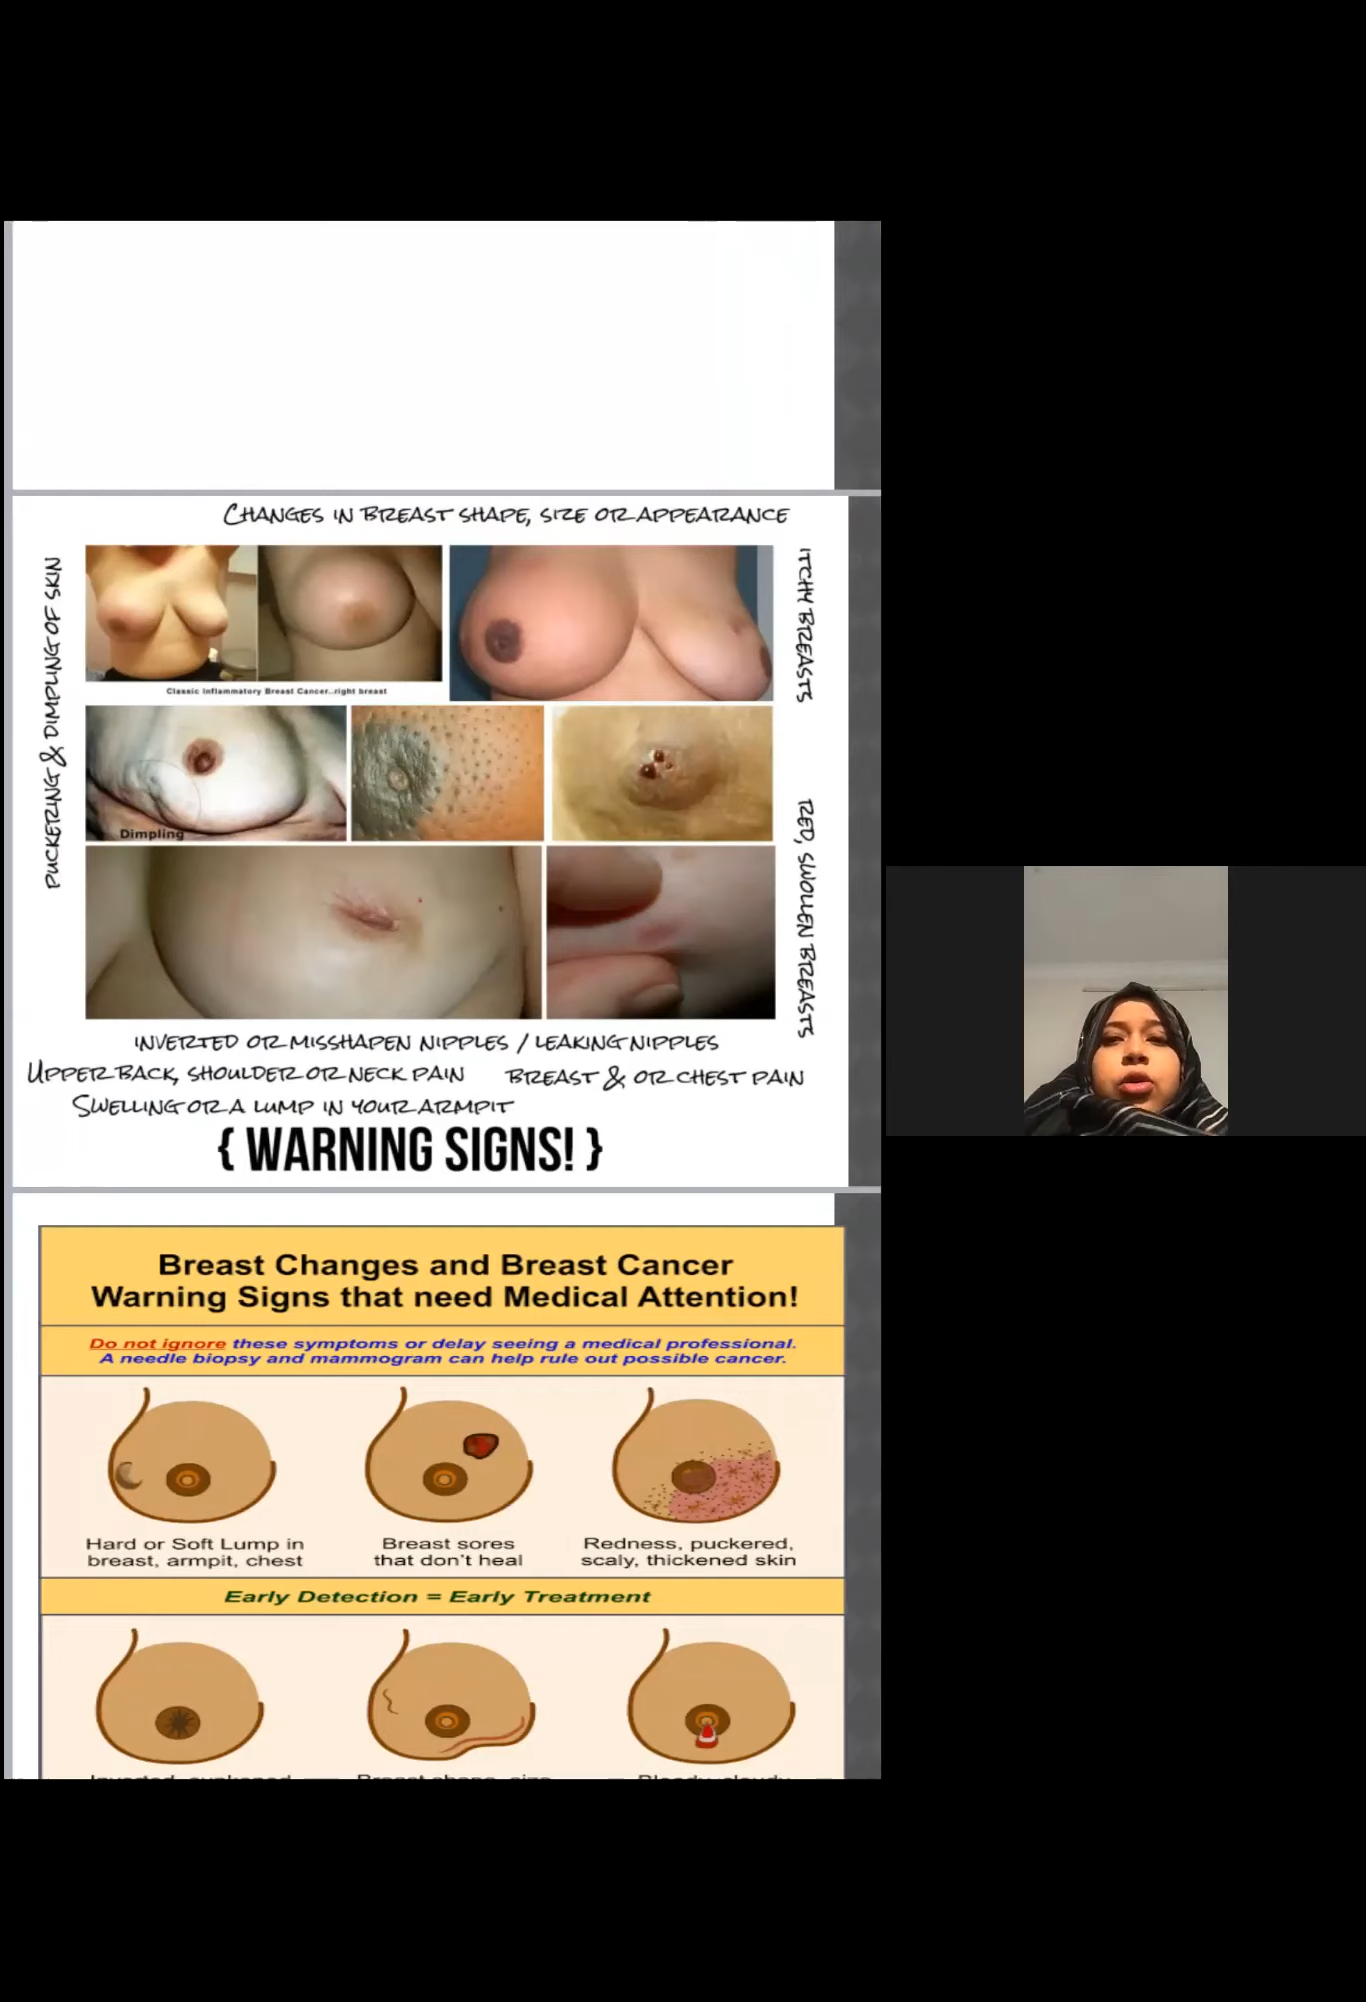 CHANGES IN BREAST SHAPE, SIZE OR APPEARANCE
PUCKERING & DIMPLING OF SKIN
ITCHY BREASTS
Classic Inflammatory Breast Cancer..right breast
Dimpling
RED, SWOLLEN BREASTS
INVERTED OR MISSHAPEN NIPPLES / LEAKING NIPPLES
UPPER BACK, SHOULDER OR NECK PAIN BREAST & OR CHEST PAIN
SWELLING OR A LUMP IN YOUR ARMPIT
{ WARNING SIGNS! }
Breast Changes and Breast Cancer
Warning Signs that need Medical Attention!
Do not ignore these symptoms or delay seeing a medical professional.
A needle biopsy and mammogram can help rule out possible cancer.
Hard or Soft Lump in
breast, armpit, chest
Breast sores
that don't heal
Redness, puckered,
scaly, thickened skin
Early Detection = Early Treatment